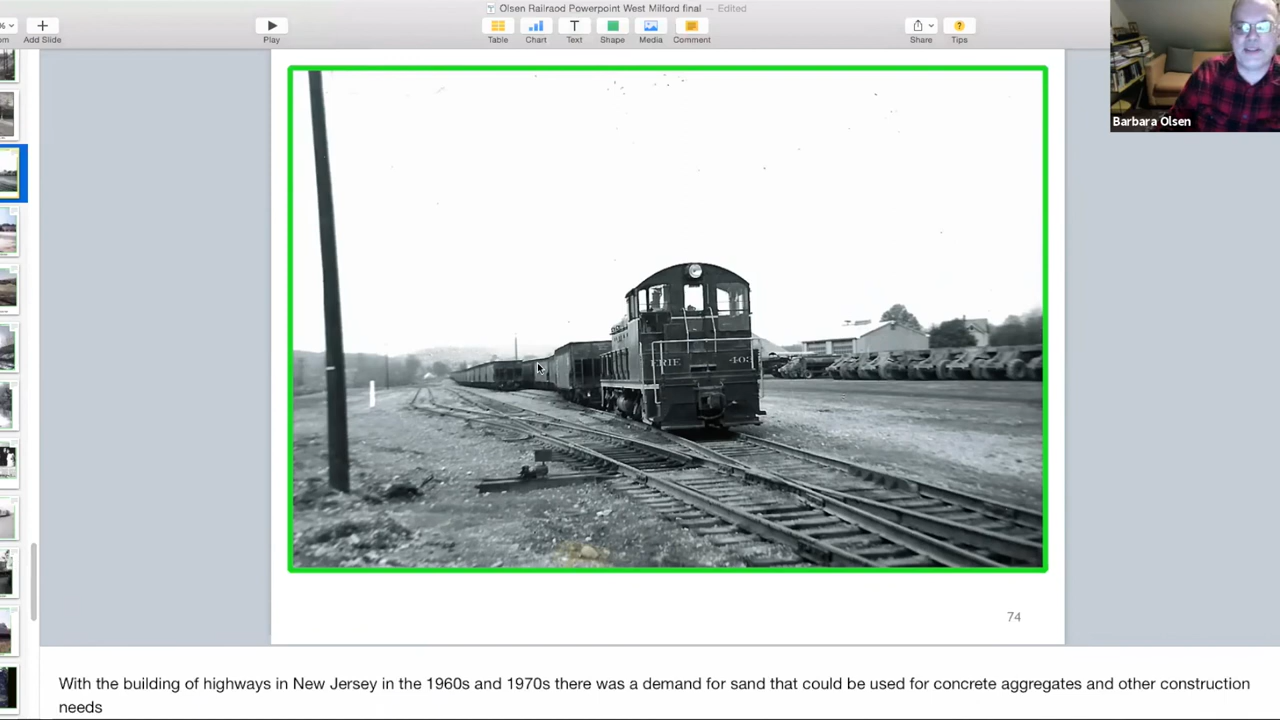 Olsen Railraod Powerpoint West Milford final — Edited
Add Slide
Play
Table
Chart
Text
Shape
Media
Comment
Share
Tips
Barbara Olsen
ERIE 403
74
With the building of highways in New Jersey in the 1960s and 1970s there was a demand for sand that could be used for concrete aggregates and other construction
needs